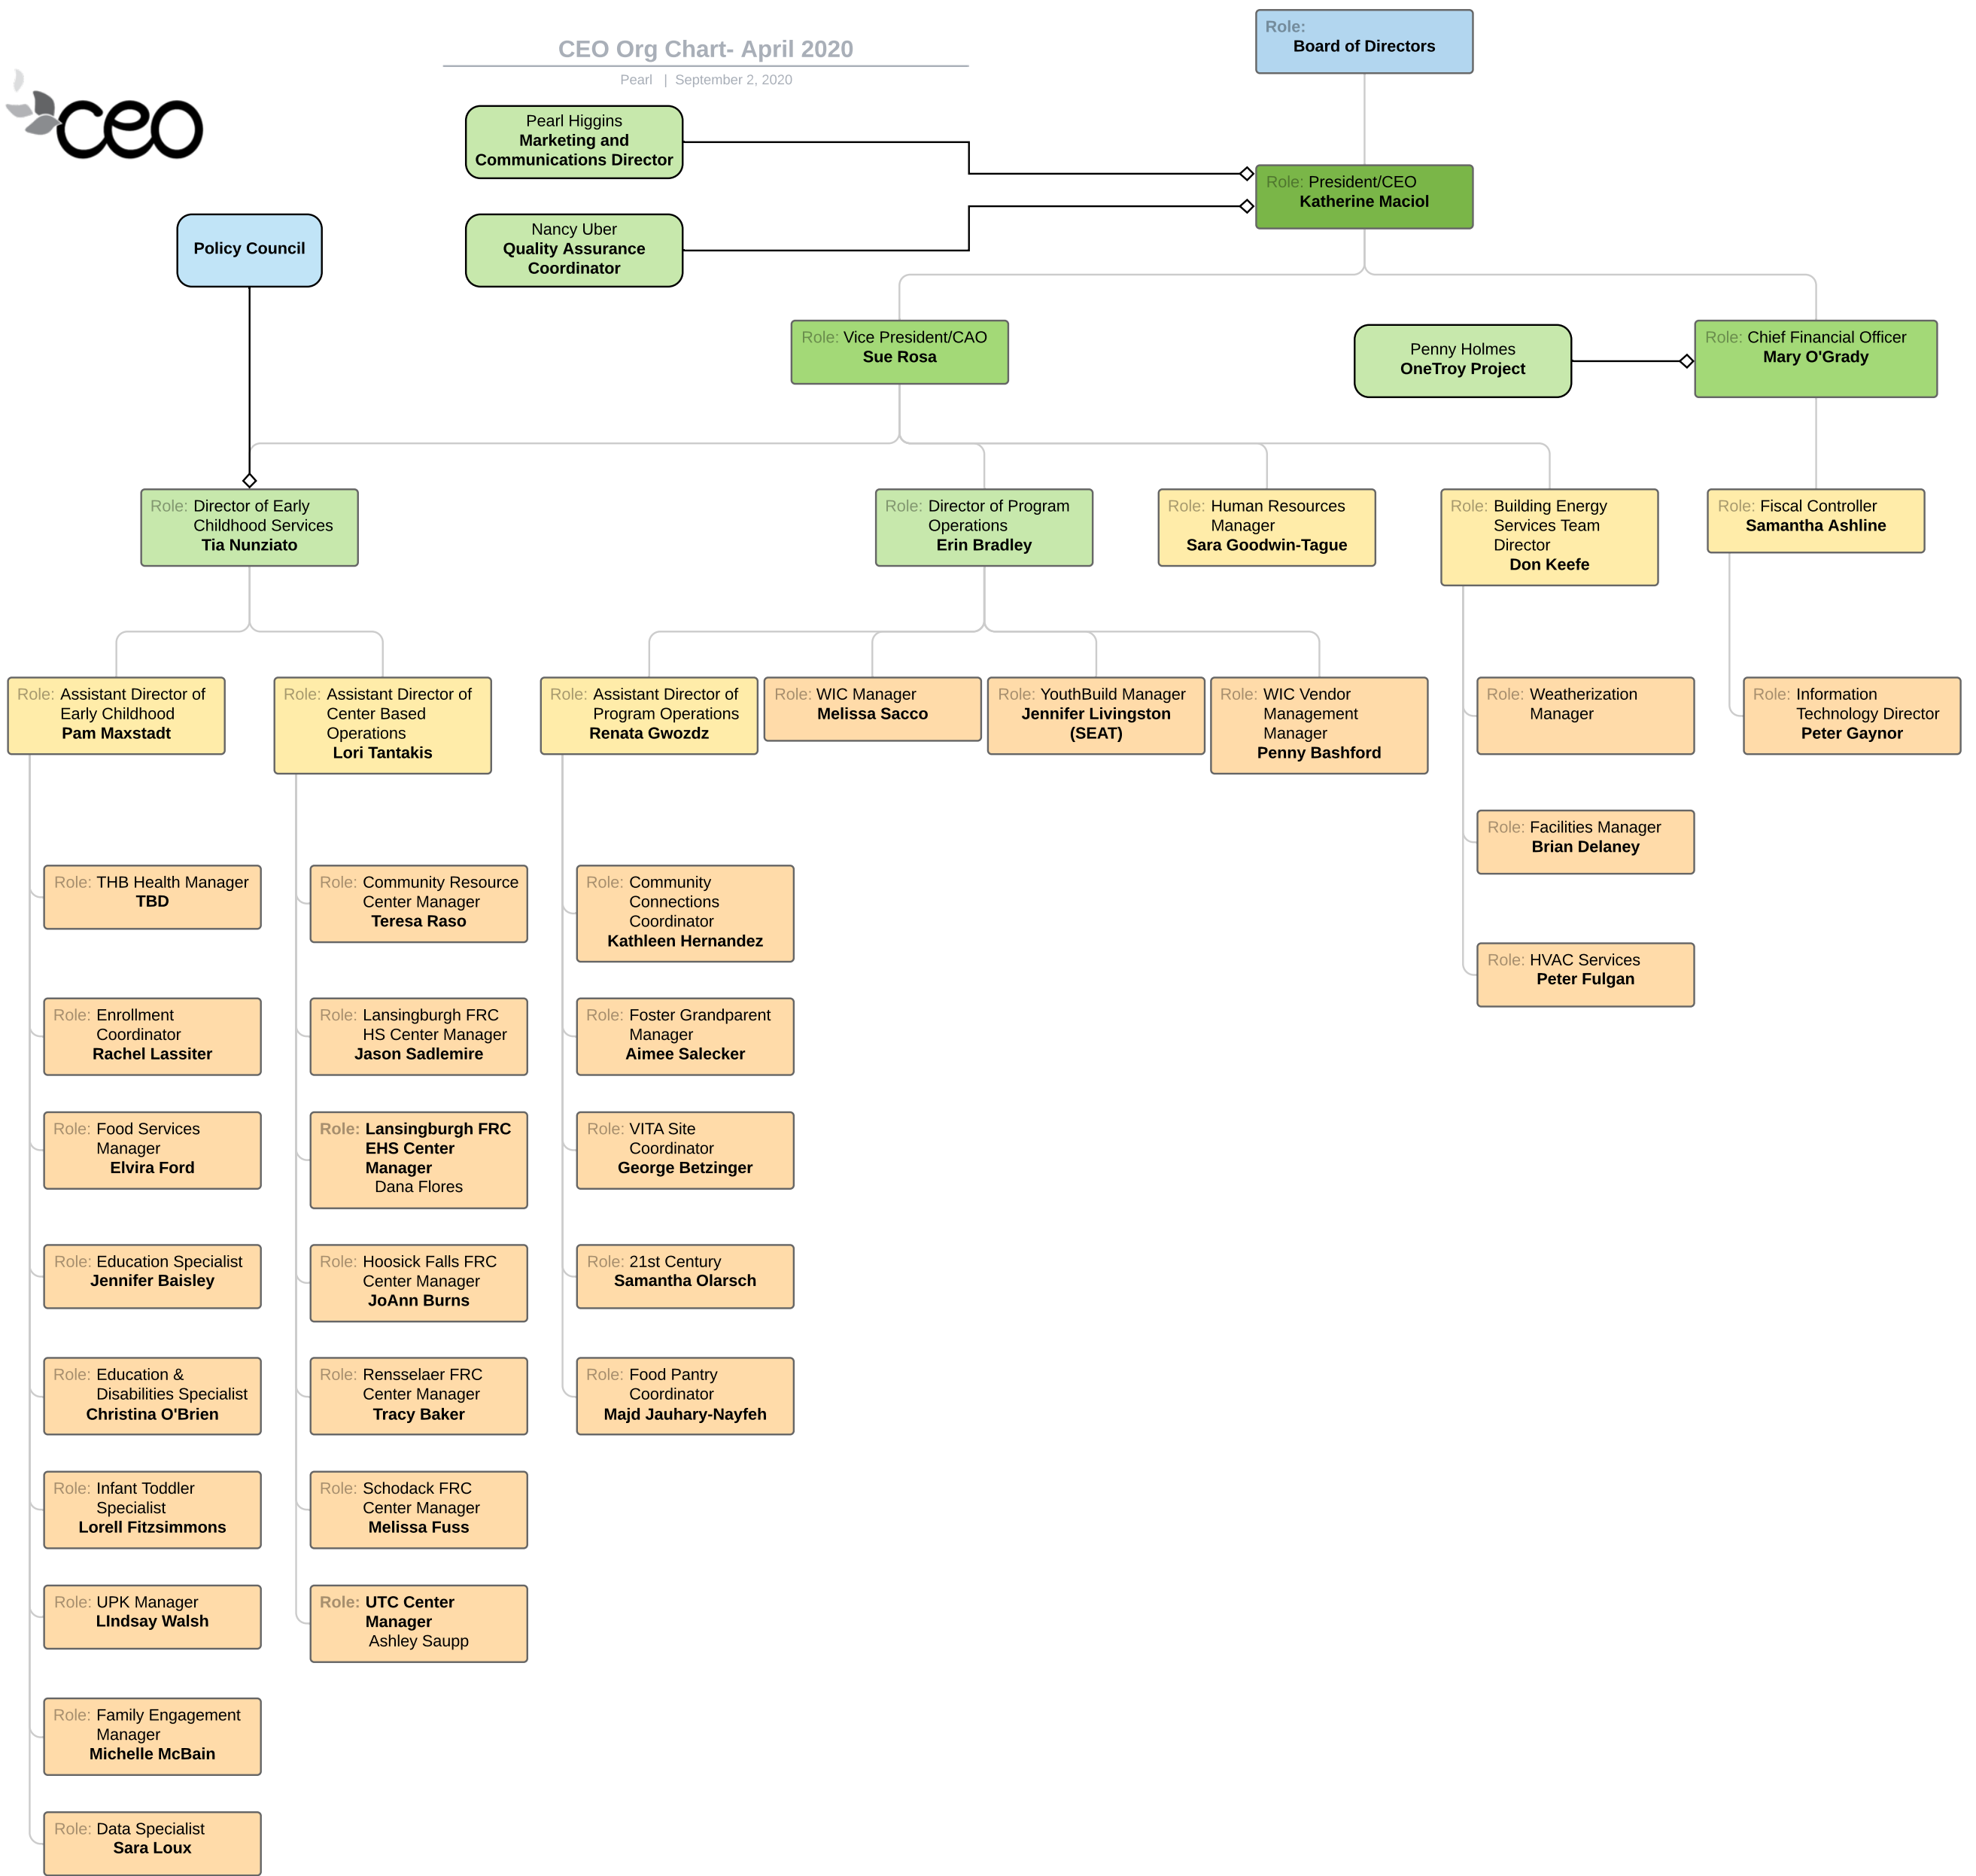 CEO Org Chart- April 2020
Pearl | September 2, 2020
ceo
Role:
Board of Directors
Pearl Higgins
Marketing and
Communications Director
Role: President/CEO
Katherine Maciol
Nancy Uber
Quality Assurance
Coordinator
Policy Council
Role: Vice President/CAO
Sue Rosa
Penny Holmes
OneTroy Project
Role: Chief Financial Officer
Mary O'Grady
Role: Director of Early
Childhood Services
Tia Nunziato
Role: Director of Program
Operations
Erin Bradley
Role: Human Resources
Manager
Sara Goodwin-Tague
Role: Building Energy
Services Team
Director
Don Keefe
Role: Fiscal Controller
Samantha Ashline
Role: Assistant Director of
Early Childhood
Pam Maxstadt
Role: Assistant Director of
Center Based
Operations
Lori Tantakis
Role: Assistant Director of
Program Operations
Renata Gwozdz
Role: WIC Manager
Melissa Sacco
Role: YouthBuild Manager
Jennifer Livingston
(SEAT)
Role: WIC Vendor
Management
Manager
Penny Bashford
Role: Weatherization
Manager
Role: Information
Technology Director
Peter Gaynor
Role: Facilities Manager
Brian Delaney
Role: HVAC Services
Peter Fulgan
Role: THB Health Manager
TBD
Role: Enrollment
Coordinator
Rachel Lassiter
Role: Food Services
Manager
Elvira Ford
Role: Education Specialist
Jennifer Baisley
Role: Education &
Disabilities Specialist
Christina O'Brien
Role: Infant Toddler
Specialist
Lorell Fitzsimmons
Role: UPK Manager
LIndsay Walsh
Role: Family Engagement
Manager
Michelle McBain
Role: Data Specialist
Sara Loux
Role: Community Resource
Center Manager
Teresa Raso
Role: Lansingburgh FRC
HS Center Manager
Jason Sadlemire
Role: Lansingburgh FRC
EHS Center
Manager
Dana Flores
Role: Hoosick Falls FRC
Center Manager
JoAnn Burns
Role: Rensselaer FRC
Center Manager
Tracy Baker
Role: Schodack FRC
Center Manager
Melissa Fuss
Role: UTC Center
Manager
Ashley Saupp
Role: Community
Connections
Coordinator
Kathleen Hernandez
Role: Foster Grandparent
Manager
Aimee Salecker
Role: VITA Site
Coordinator
George Betzinger
Role: 21st Century
Samantha Olarsch
Role: Food Pantry
Coordinator
Majd Jauhary-Nayfeh